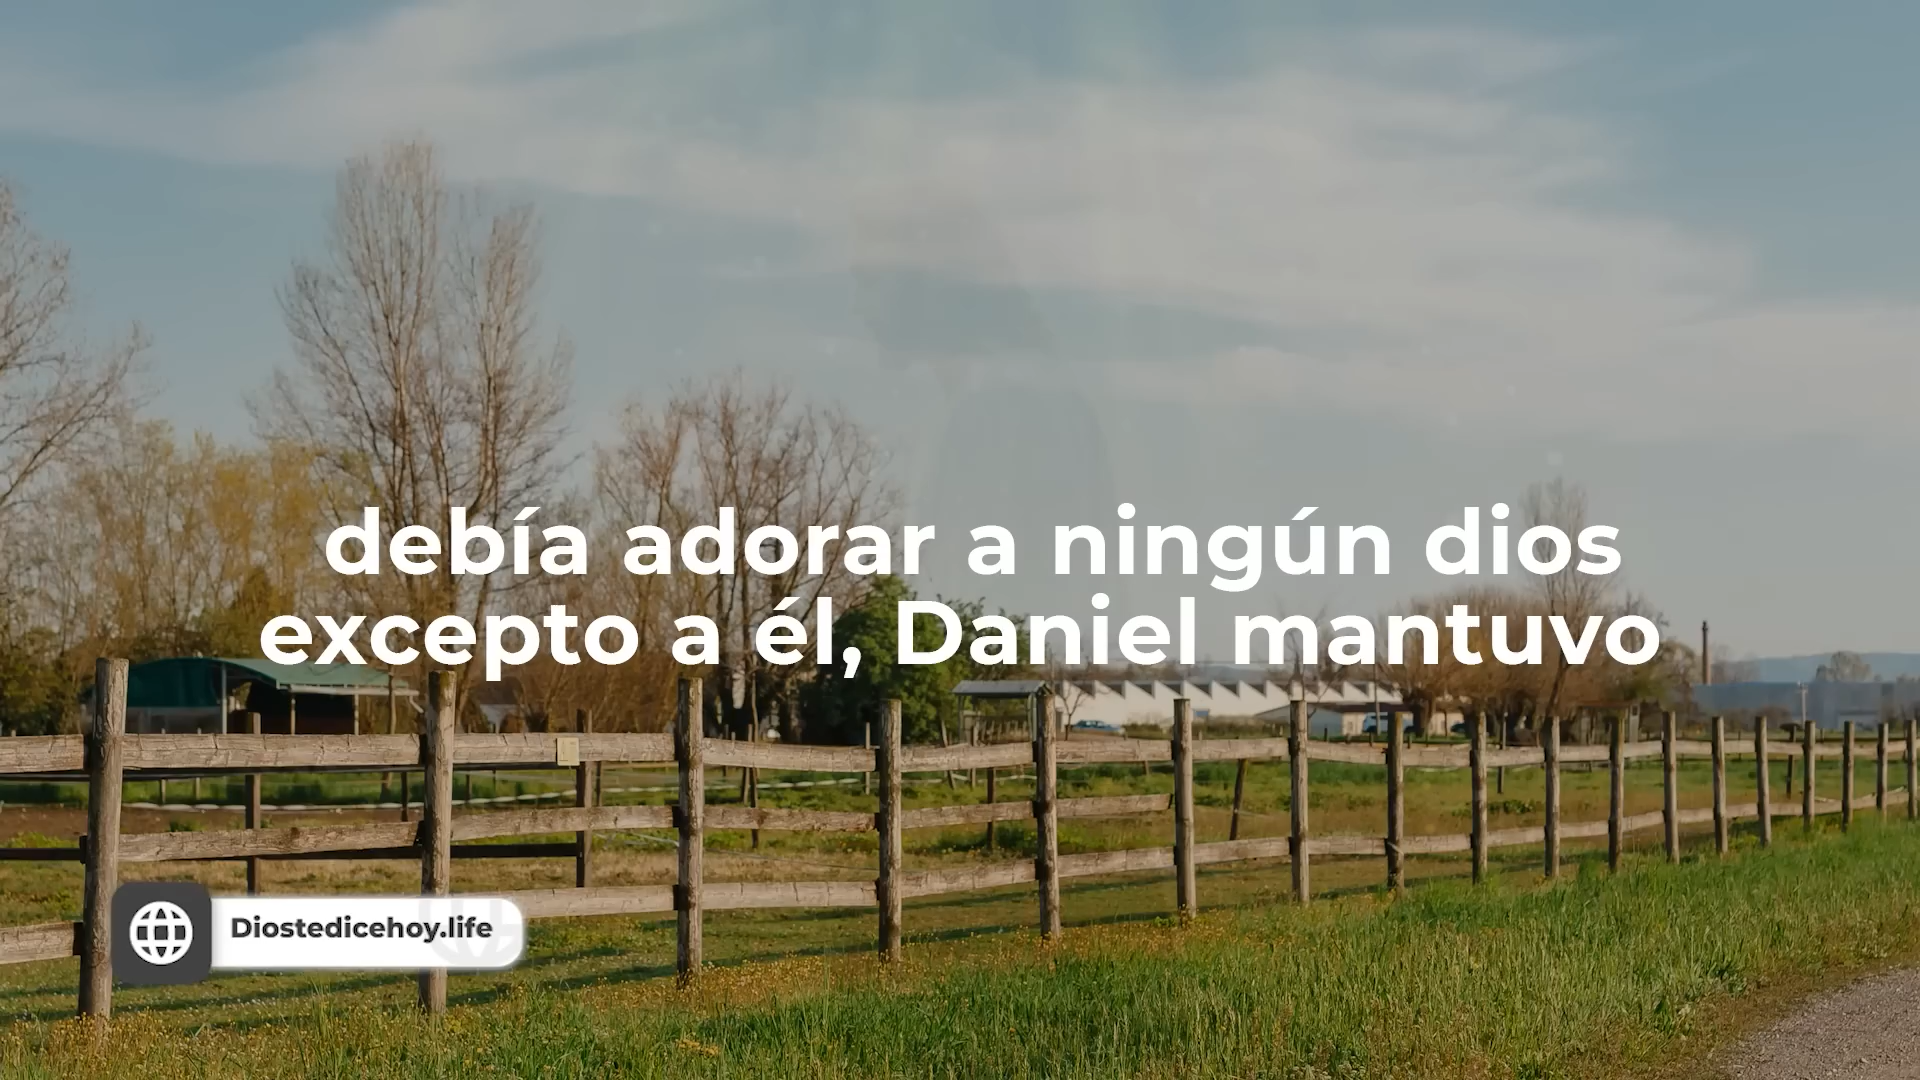 debía adorar a ningún dios
excepto a él, Daniel mantuvo
Diostedicehoy.life